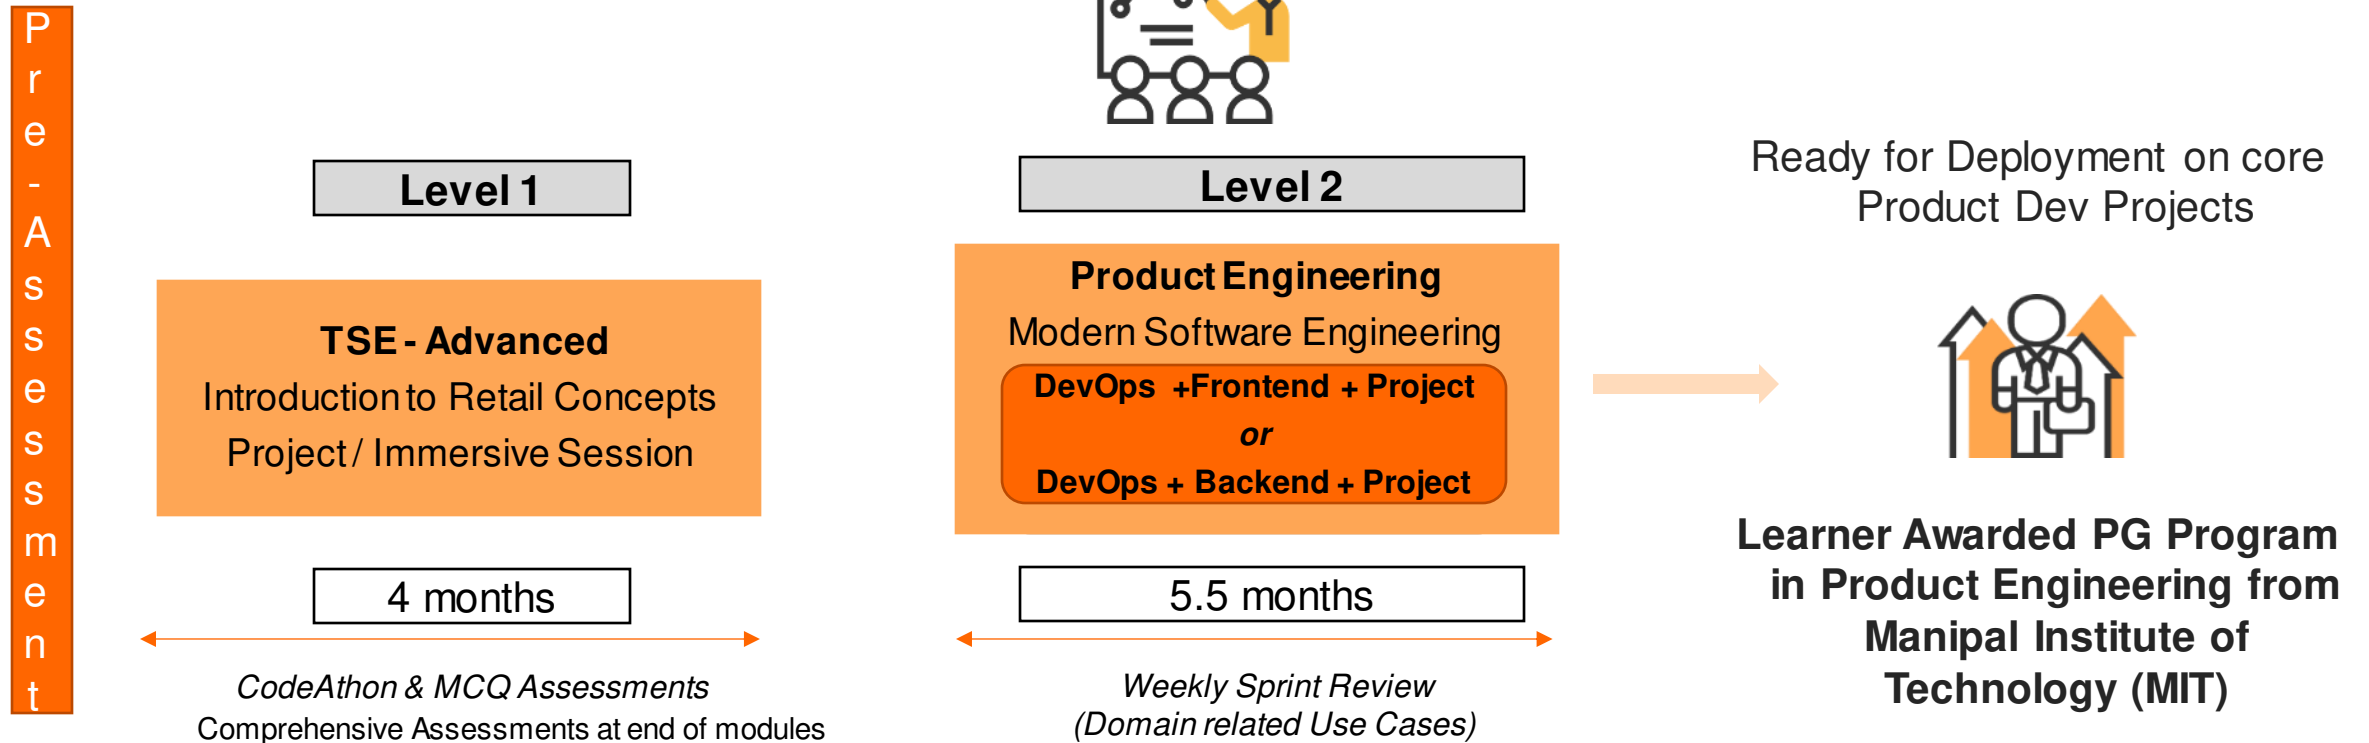 Pre-Assessment
Level 1
TSE - Advanced
Introduction to Retail Concepts
Project / Immersive Session
4 months
CodeAthon & MCQ Assessments
Comprehensive Assessments at end of modules
Level 2
Product Engineering
Modern Software Engineering
DevOps +Frontend + Project
or
DevOps + Backend + Project
5.5 months
Weekly Sprint Review
(Domain related Use Cases)
Ready for Deployment on core
Product Dev Projects
Learner Awarded PG Program
in Product Engineering from
Manipal Institute of
Technology (MIT)